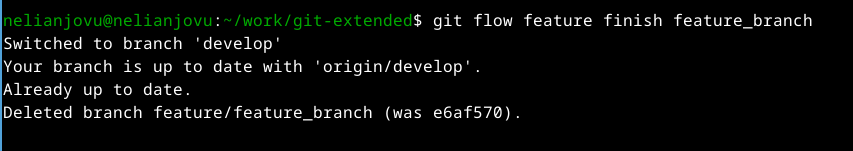 nelianjovu@nelianjovu:~/work/git-extended$ git flow feature finish feature_branch
Switched to branch 'develop'
Your branch is up to date with 'origin/develop'.
Already up to date.
Deleted branch feature/feature_branch (was e6af570).